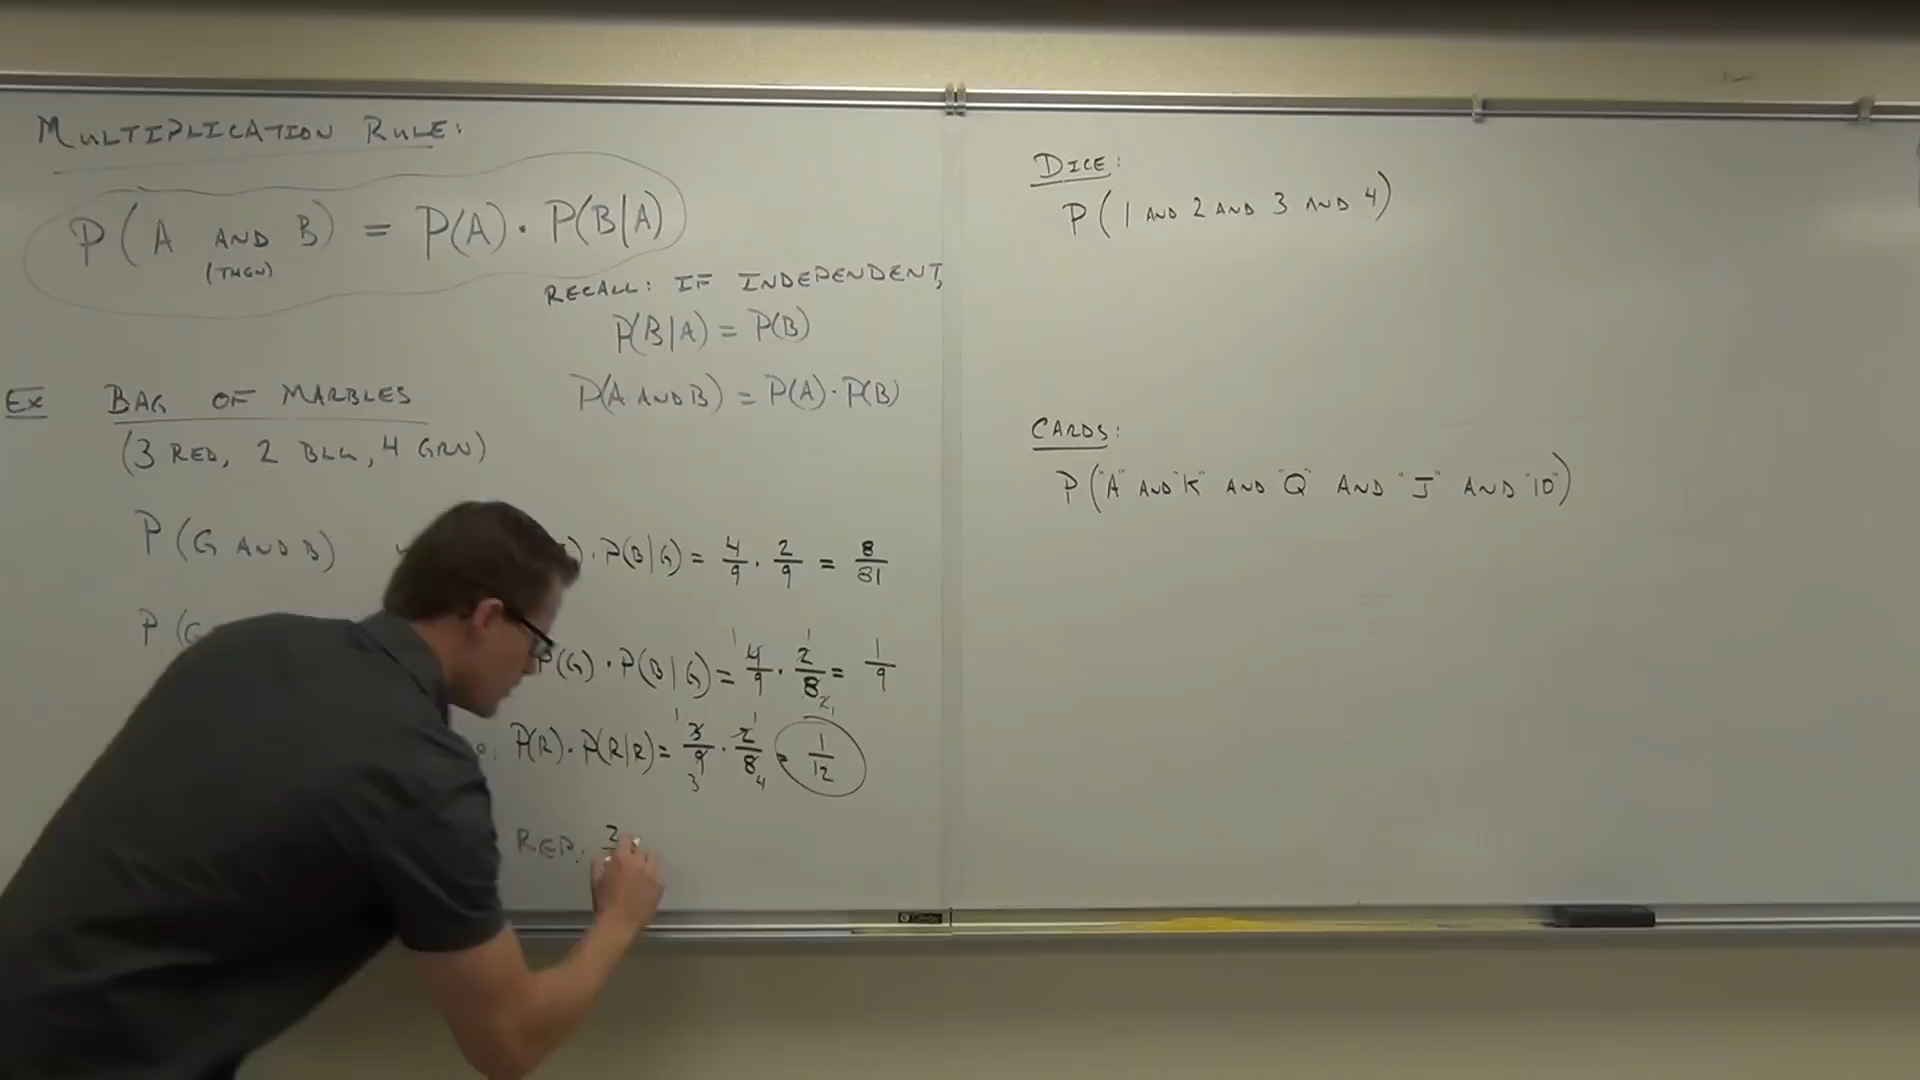 MULTIPLICATION RULE:
P(A AND B) = P(A) · P(B|A)
(THEN)
RECALL: IF INDEPENDENT,
P(B|A) = P(B)
P(A AND B) = P(A) · P(B)
EX BAG OF MARBLES
(3 RED, 2 BLU, 4 GRN)
P(G AND B)
· P(B|G) = 4/9 · 2/9 = 8/81
P(G
P(G) · P(B|G) = 4/9 · 2/8 = 1/9
P(R) · P(R|R) = 3/9 · 2/8 = 1/12
REP: 2
DICE:
P(1 AND 2 AND 3 AND 4)
CARDS:
P("A" AND "K" AND "Q" AND "J" AND "10")